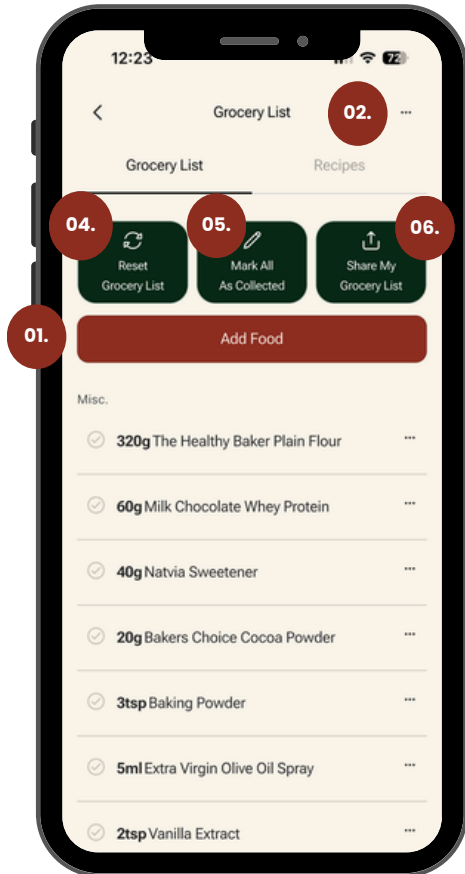 12:23
72
Grocery List
02.
Grocery List
Recipes
04.
05.
06.
Reset
Grocery List
Mark All
As Collected
Share My
Grocery List
01.
Add Food
Misc.
320g The Healthy Baker Plain Flour
60g Milk Chocolate Whey Protein
40g Natvia Sweetener
20g Bakers Choice Cocoa Powder
3tsp Baking Powder
5ml Extra Virgin Olive Oil Spray
2tsp Vanilla Extract